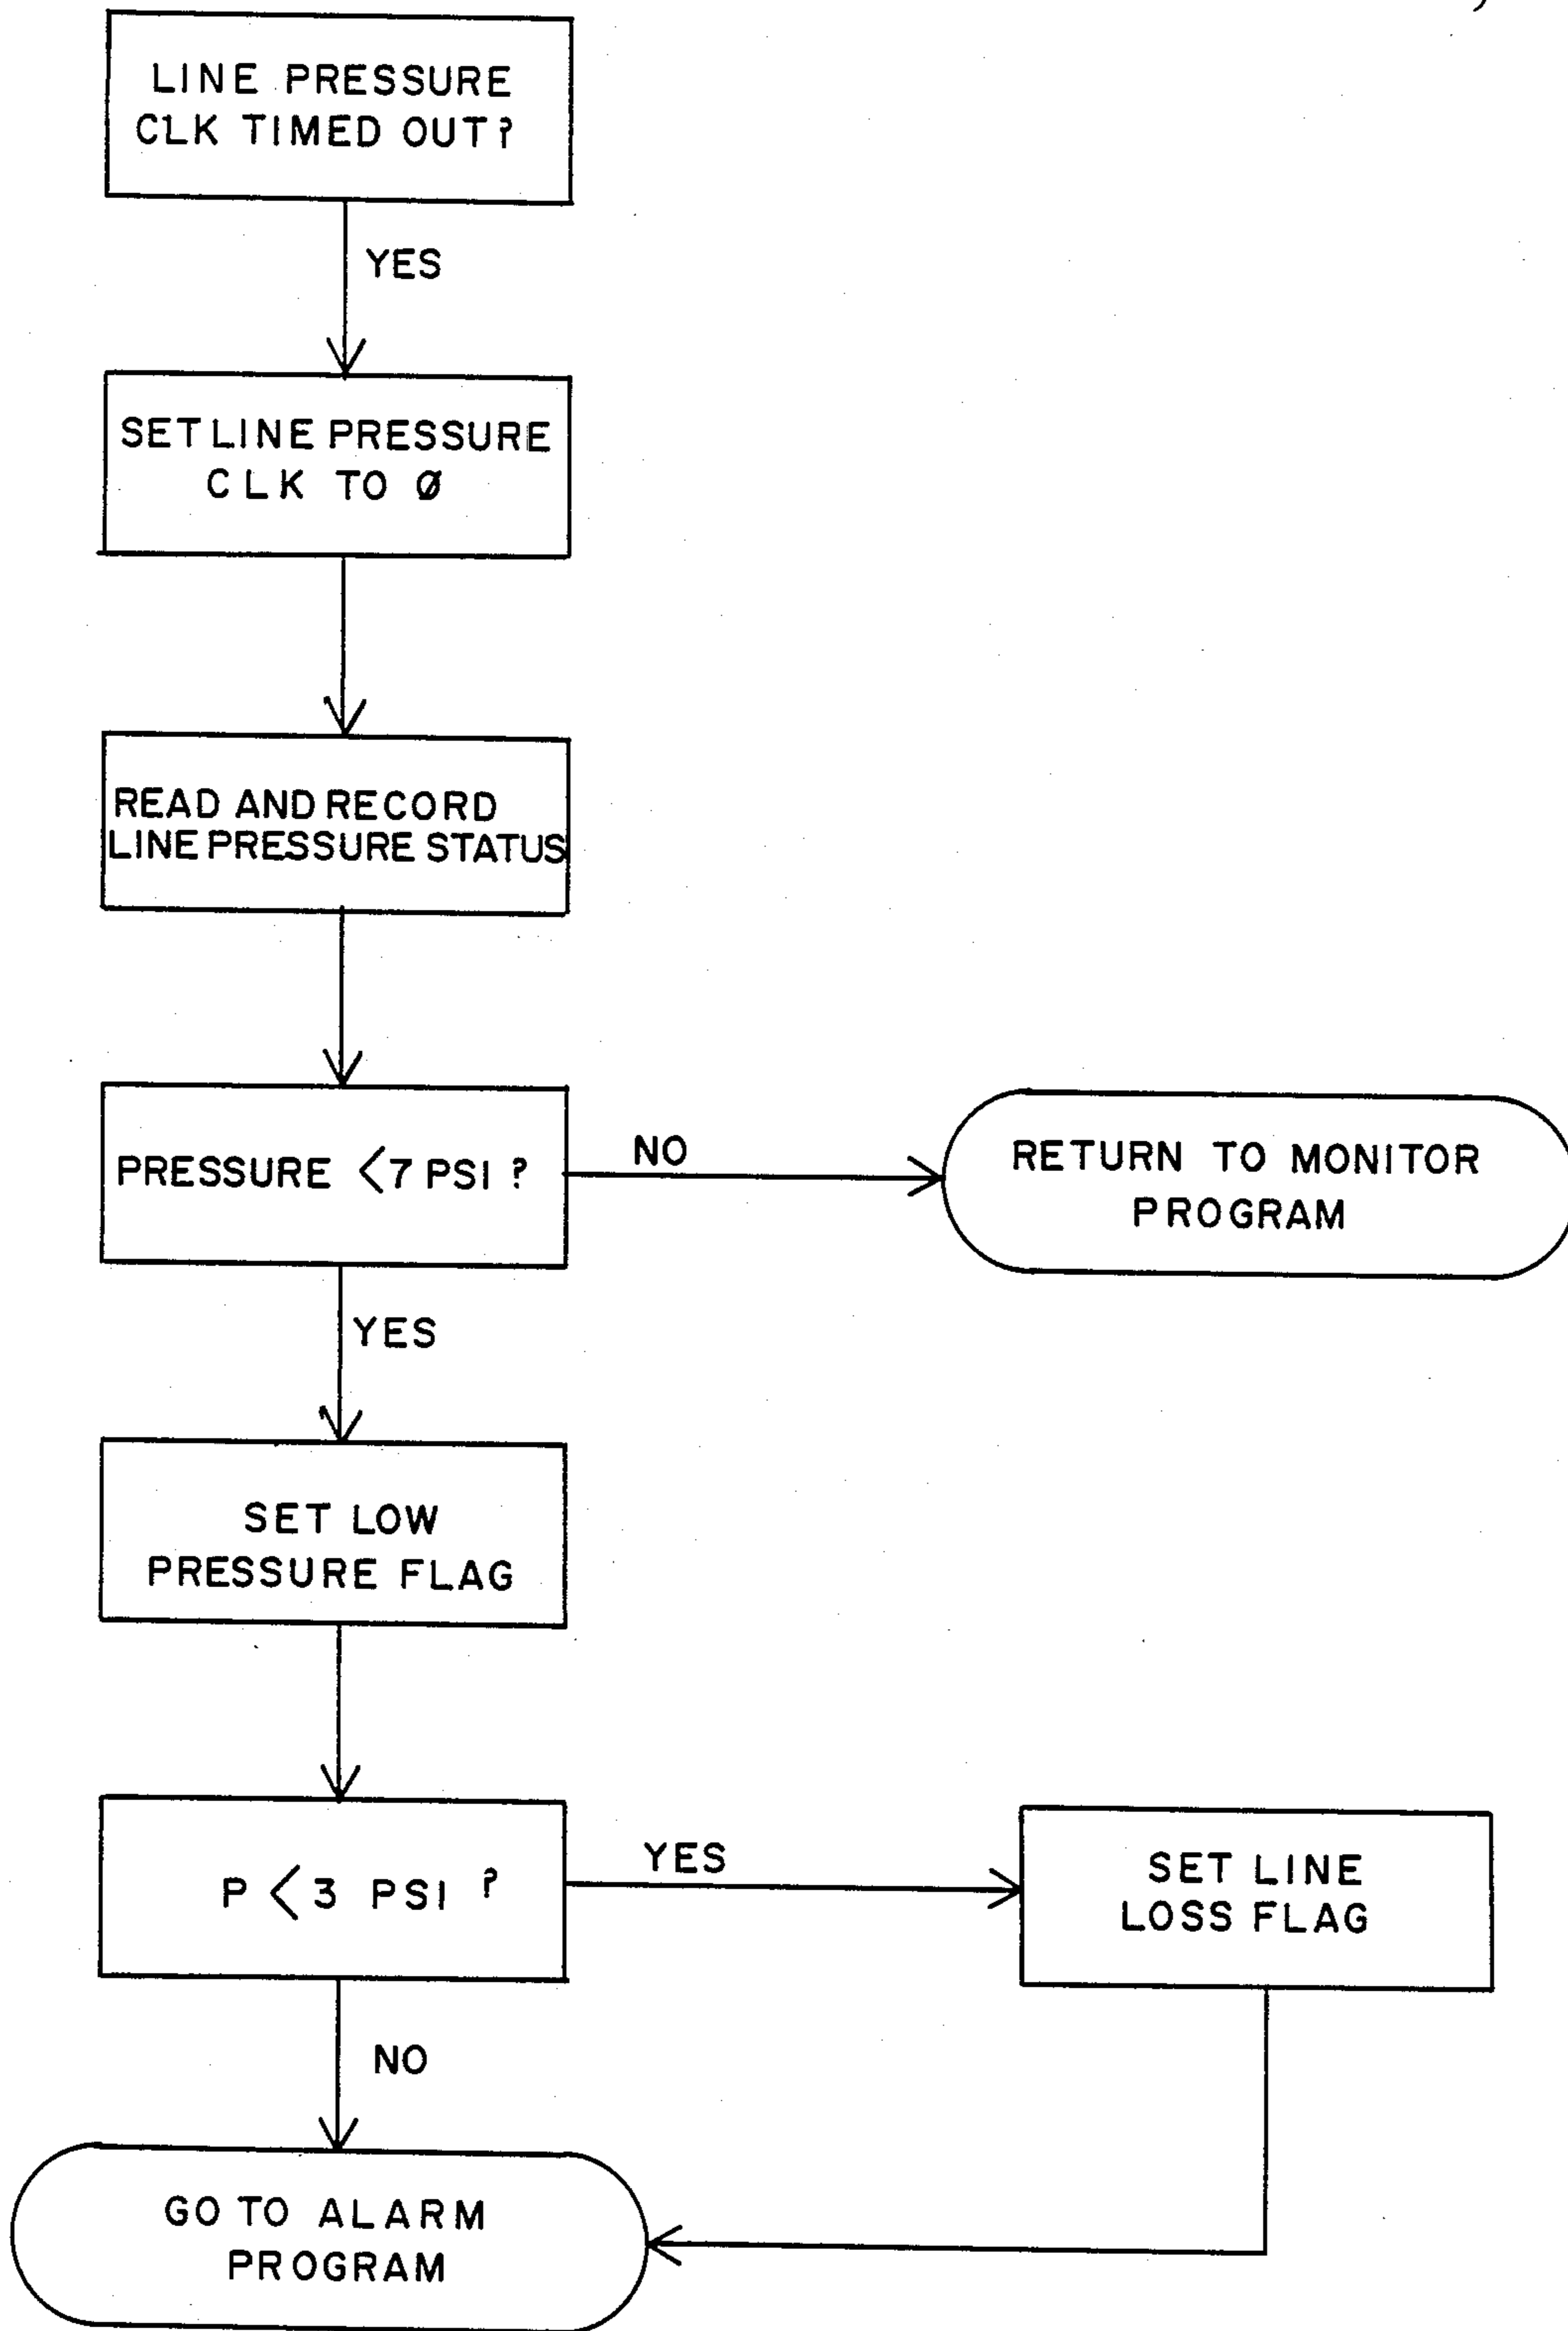 LINE PRESSURE
CLK TIMED OUT?
YES
SET LINE PRESSURE
CLK TO Ø
READ AND RECORD
LINE PRESSURE STATUS
PRESSURE <7 PSI ?
NO
RETURN TO MONITOR
PROGRAM
YES
SET LOW
PRESSURE FLAG
P < 3 PSI ?
YES
SET LINE
LOSS FLAG
NO
GO TO ALARM
PROGRAM